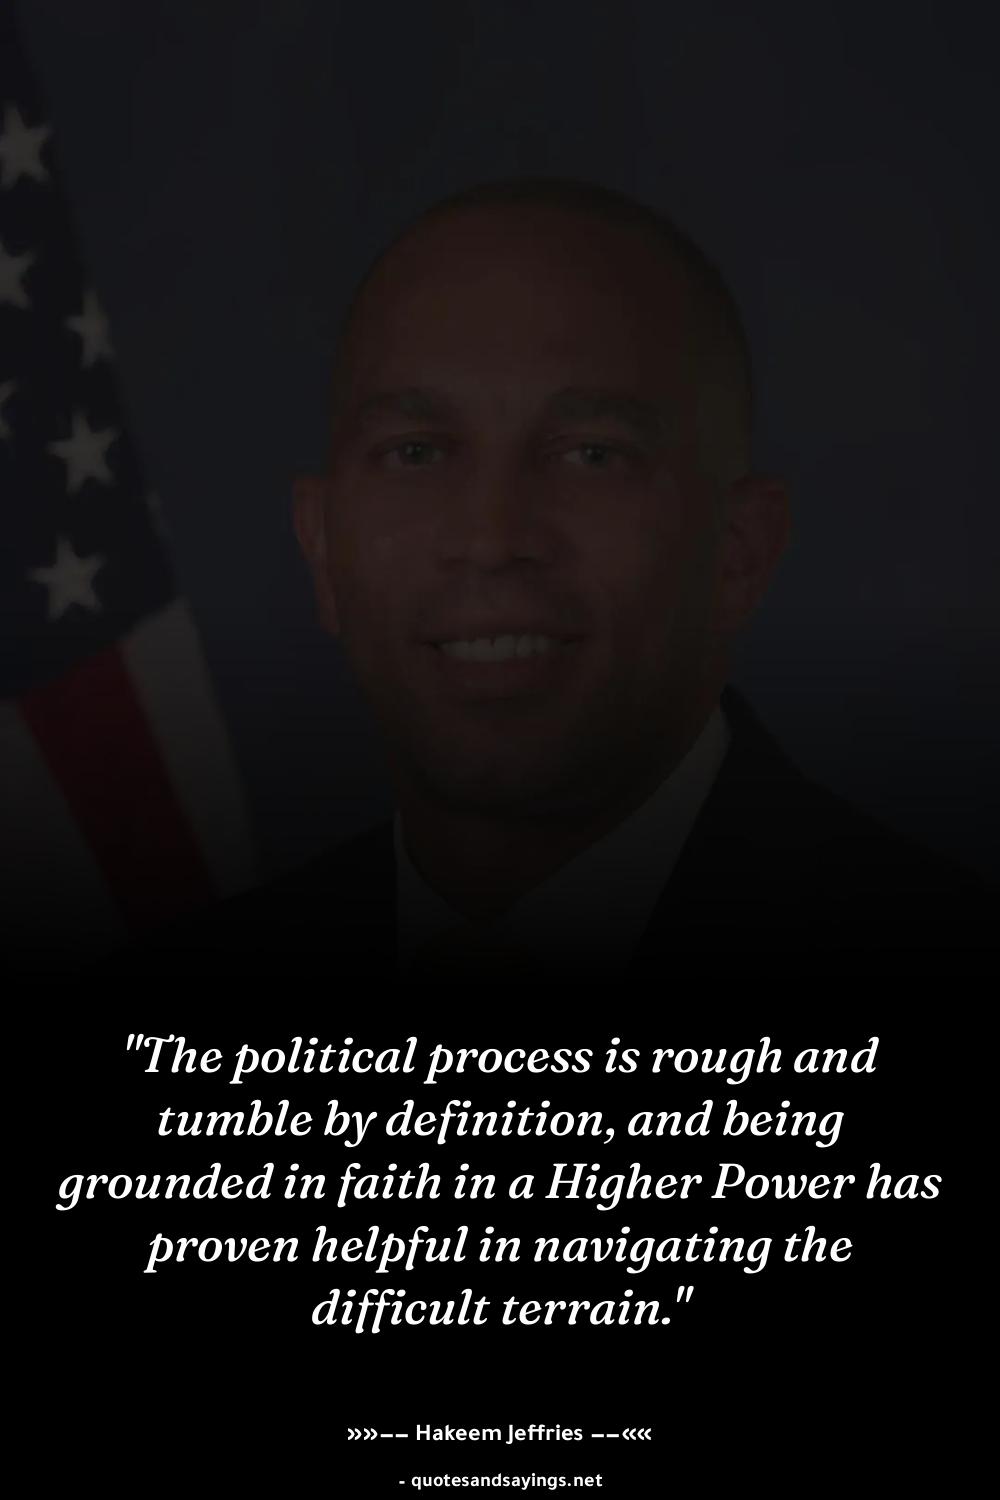 "The political process is rough and
tumble by definition, and being
grounded in faith in a Higher Power has
proven helpful in navigating the
difficult terrain."
»»−− Hakeem Jeffries −−««
- quotesandsayings.net